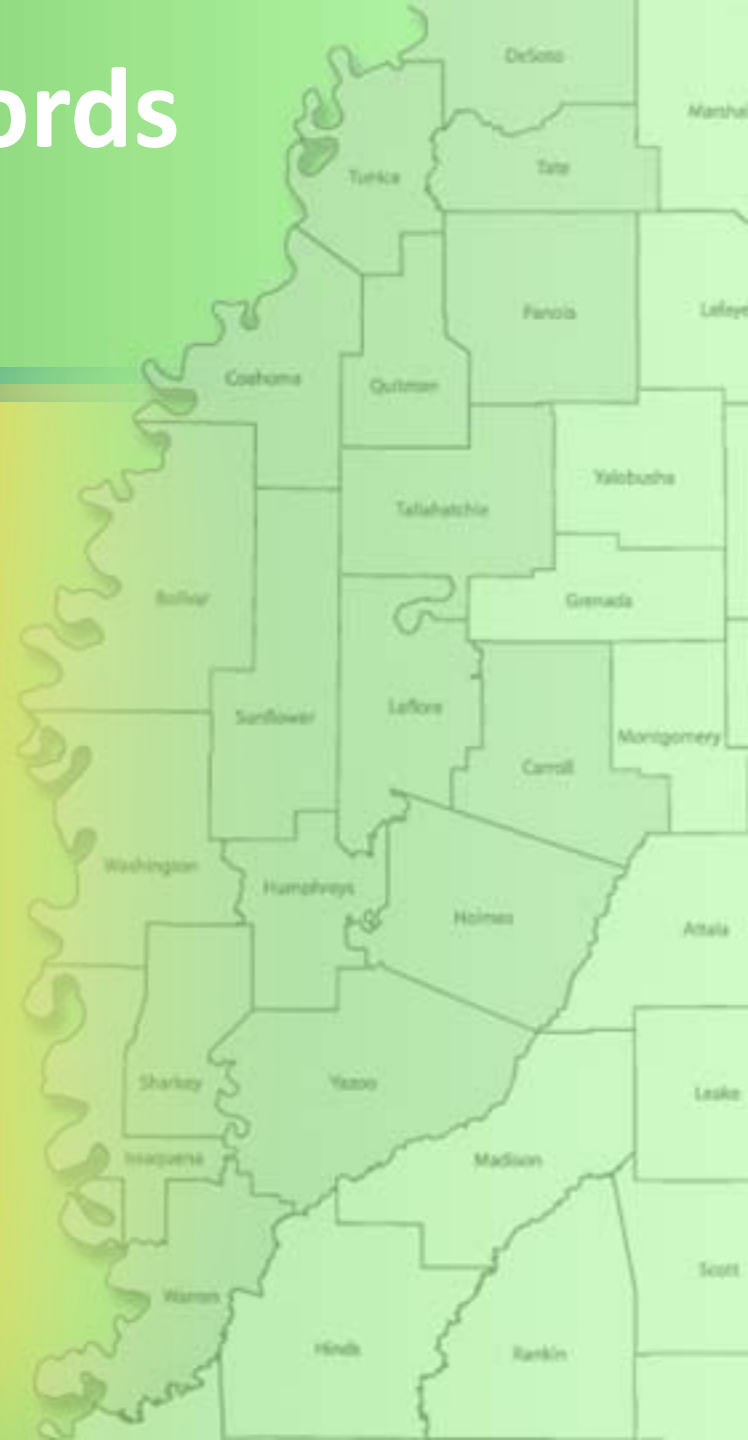 ords
DeSoto
Marshal
Tunica
Tate
Panola
Lafaye
Coahoma
Quitman
Yalobusha
Tallahatchie
Bolivar
Grenada
Leflore
Sunflower
Montgomery
Carroll
Washington
Humphreys
Holmes
Attala
Sharkey
Yazoo
Leake
Issaquena
Madison
Scott
Warren
Hinds
Rankin